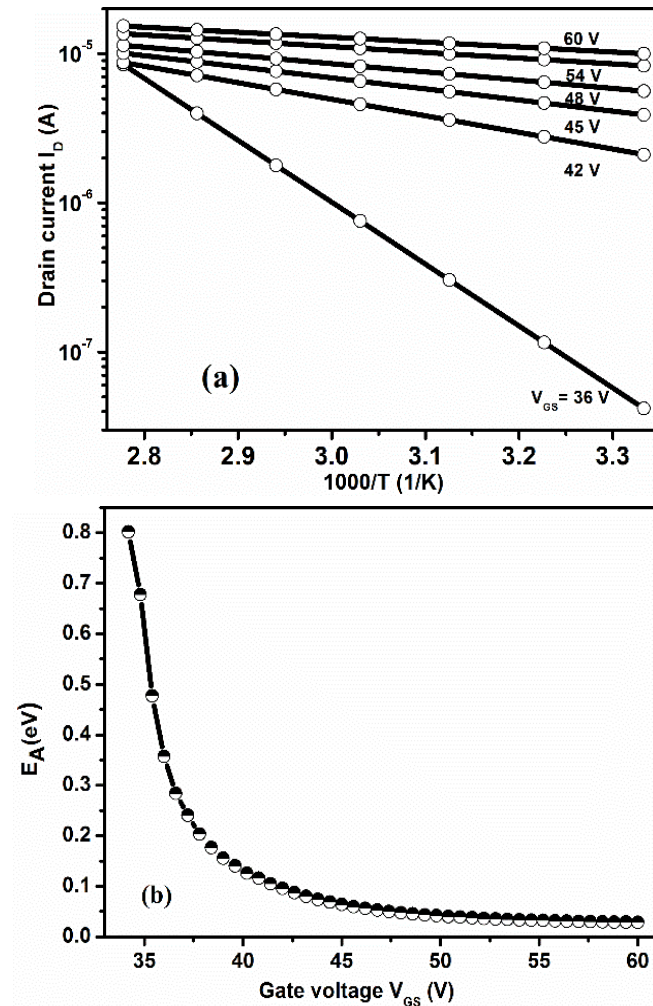 10⁻⁵
10⁻⁶
10⁻⁷
Drain current I_D (A)
60 V
54 V
48 V
45 V
42 V
V_GS= 36 V
(a)
2.8 2.9 3.0 3.1 3.2 3.3
1000/T (1/K)
0.8
0.7
0.6
0.5
0.4
0.3
0.2
0.1
0.0
E_A(eV)
(b)
35 40 45 50 55 60
Gate voltage V_GS (V)